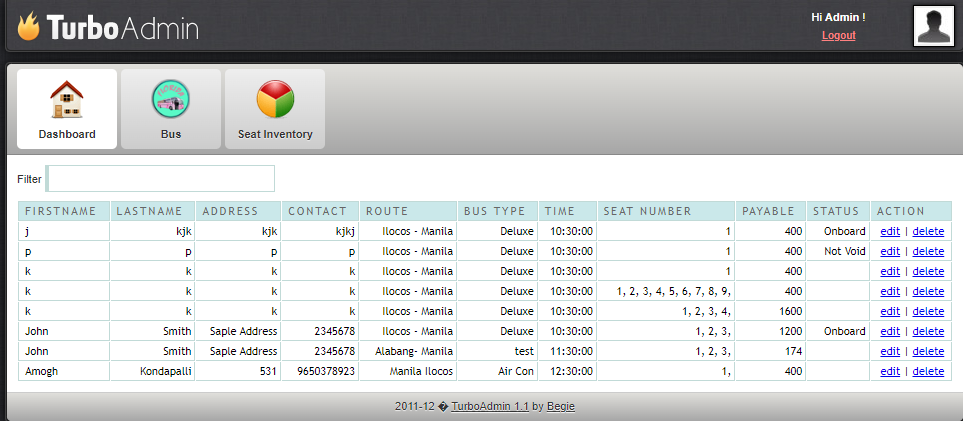 TurboAdmin
Hi Admin !
Logout
Dashboard Bus Seat Inventory
Filter
FIRSTNAME LASTNAME ADDRESS CONTACT ROUTE BUS TYPE TIME SEAT NUMBER PAYABLE STATUS ACTION
j kjk kjk kjkj Ilocos - Manila Deluxe 10:30:00 1 400 Onboard edit | delete
p p p p Ilocos - Manila Deluxe 10:30:00 1 400 Not Void edit | delete
k k k k Ilocos - Manila Deluxe 10:30:00 1 400 edit | delete
k k k k Ilocos - Manila Deluxe 10:30:00 1, 2, 3, 4, 5, 6, 7, 8, 9, 400 edit | delete
k k k k Ilocos - Manila Deluxe 10:30:00 1, 2, 3, 4, 1600 edit | delete
John Smith Saple Address 2345678 Ilocos - Manila Deluxe 10:30:00 1, 2, 3, 1200 Onboard edit | delete
John Smith Saple Address 2345678 Alabang- Manila test 11:30:00 1, 2, 3, 174 edit | delete
Amogh Kondapalli 531 9650378923 Manila Ilocos Air Con 12:30:00 1, 400 edit | delete
2011-12 � TurboAdmin 1.1 by Begie